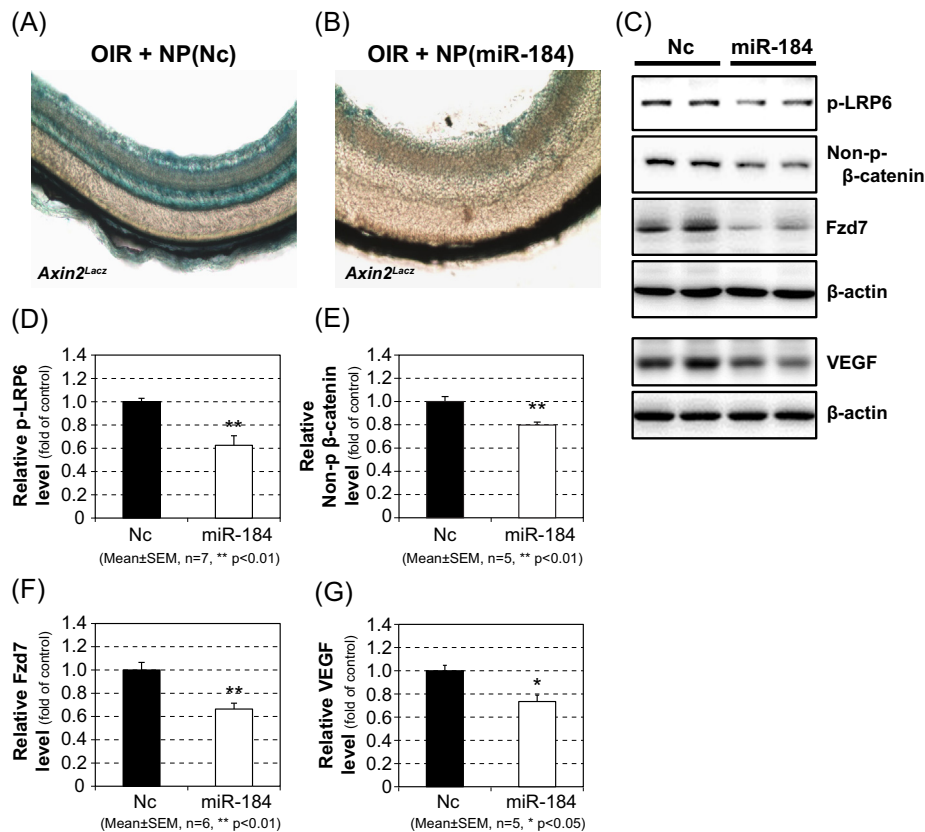 (A)
OIR + NP(Nc)
Axin2Lacz
(B)
OIR + NP(miR-184)
Axin2Lacz
(C)
Nc miR-184
p-LRP6
Non-p-
β-catenin
Fzd7
β-actin
VEGF
β-actin
(D)
Relative p-LRP6
level (fold of control)
1.4
1.2
1.0
0.8
0.6
0.4
0.2
0
**
Nc miR-184
(Mean±SEM, n=7, ** p<0.01)
(E)
Relative
Non-p β-catenin
level (fold of control)
1.4
1.2
1.0
0.8
0.6
0.4
0.2
0
**
Nc miR-184
(Mean±SEM, n=5, ** p<0.01)
(F)
Relative Fzd7
level (fold of control)
1.4
1.2
1.0
0.8
0.6
0.4
0.2
0
**
Nc miR-184
(Mean±SEM, n=6, ** p<0.01)
(G)
Relative VEGF
level (fold of control)
1.4
1.2
1.0
0.8
0.6
0.4
0.2
0
*
Nc miR-184
(Mean±SEM, n=5, * p<0.05)